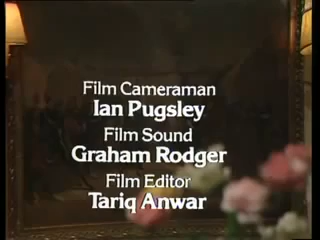 Film Cameraman
Ian Pugsley
Film Sound
Graham Rodger
Film Editor
Tariq Anwar